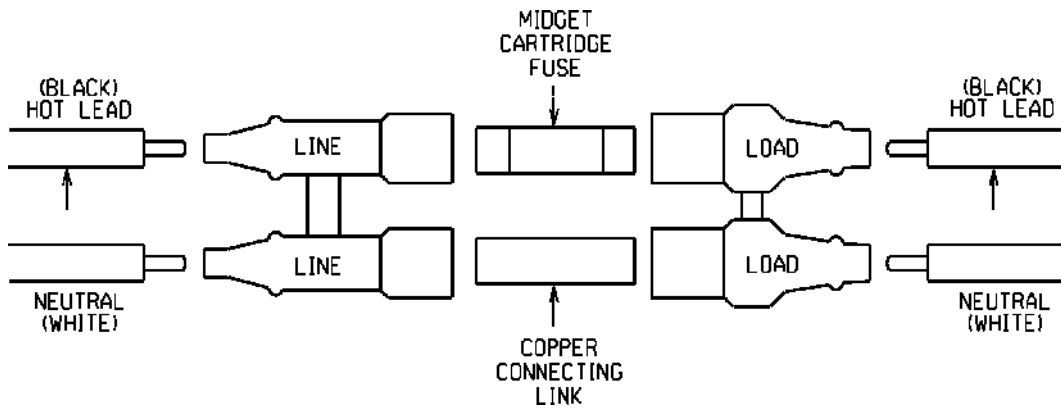 MIDGET
CARTRIDGE
FUSE
(BLACK)
HOT LEAD
(BLACK)
HOT LEAD
LINE
LOAD
LINE
LOAD
NEUTRAL
(WHITE)
NEUTRAL
(WHITE)
COPPER
CONNECTING
LINK